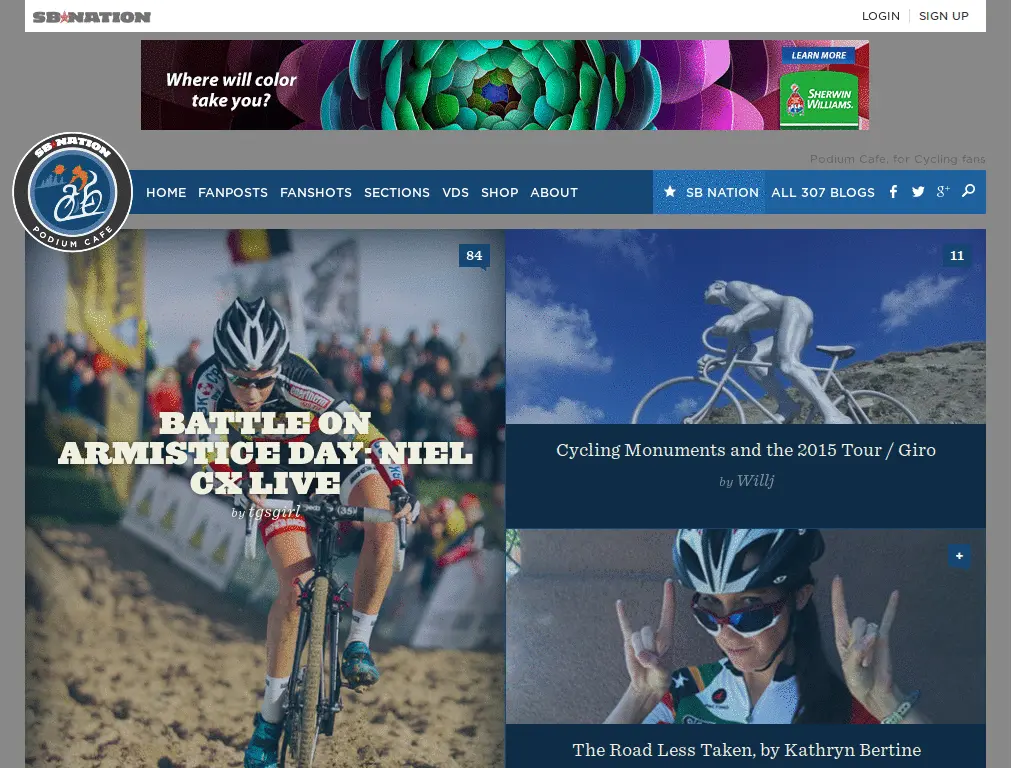 SB★NATION
LOGIN
SIGN UP
Where will color
take you?
LEARN MORE
SHERWIN
WILLIAMS.
Podium Cafe, for Cycling fans
SB NATION
PODIUM CAFE
HOME FANPOSTS FANSHOTS SECTIONS VDS SHOP ABOUT
★ SB NATION ALL 307 BLOGS
84
BATTLE ON
ARMISTICE DAY: NIEL
CX LIVE
by tgsgirl
11
Cycling Monuments and the 2015 Tour / Giro
by Willj
+
The Road Less Taken, by Kathryn Bertine